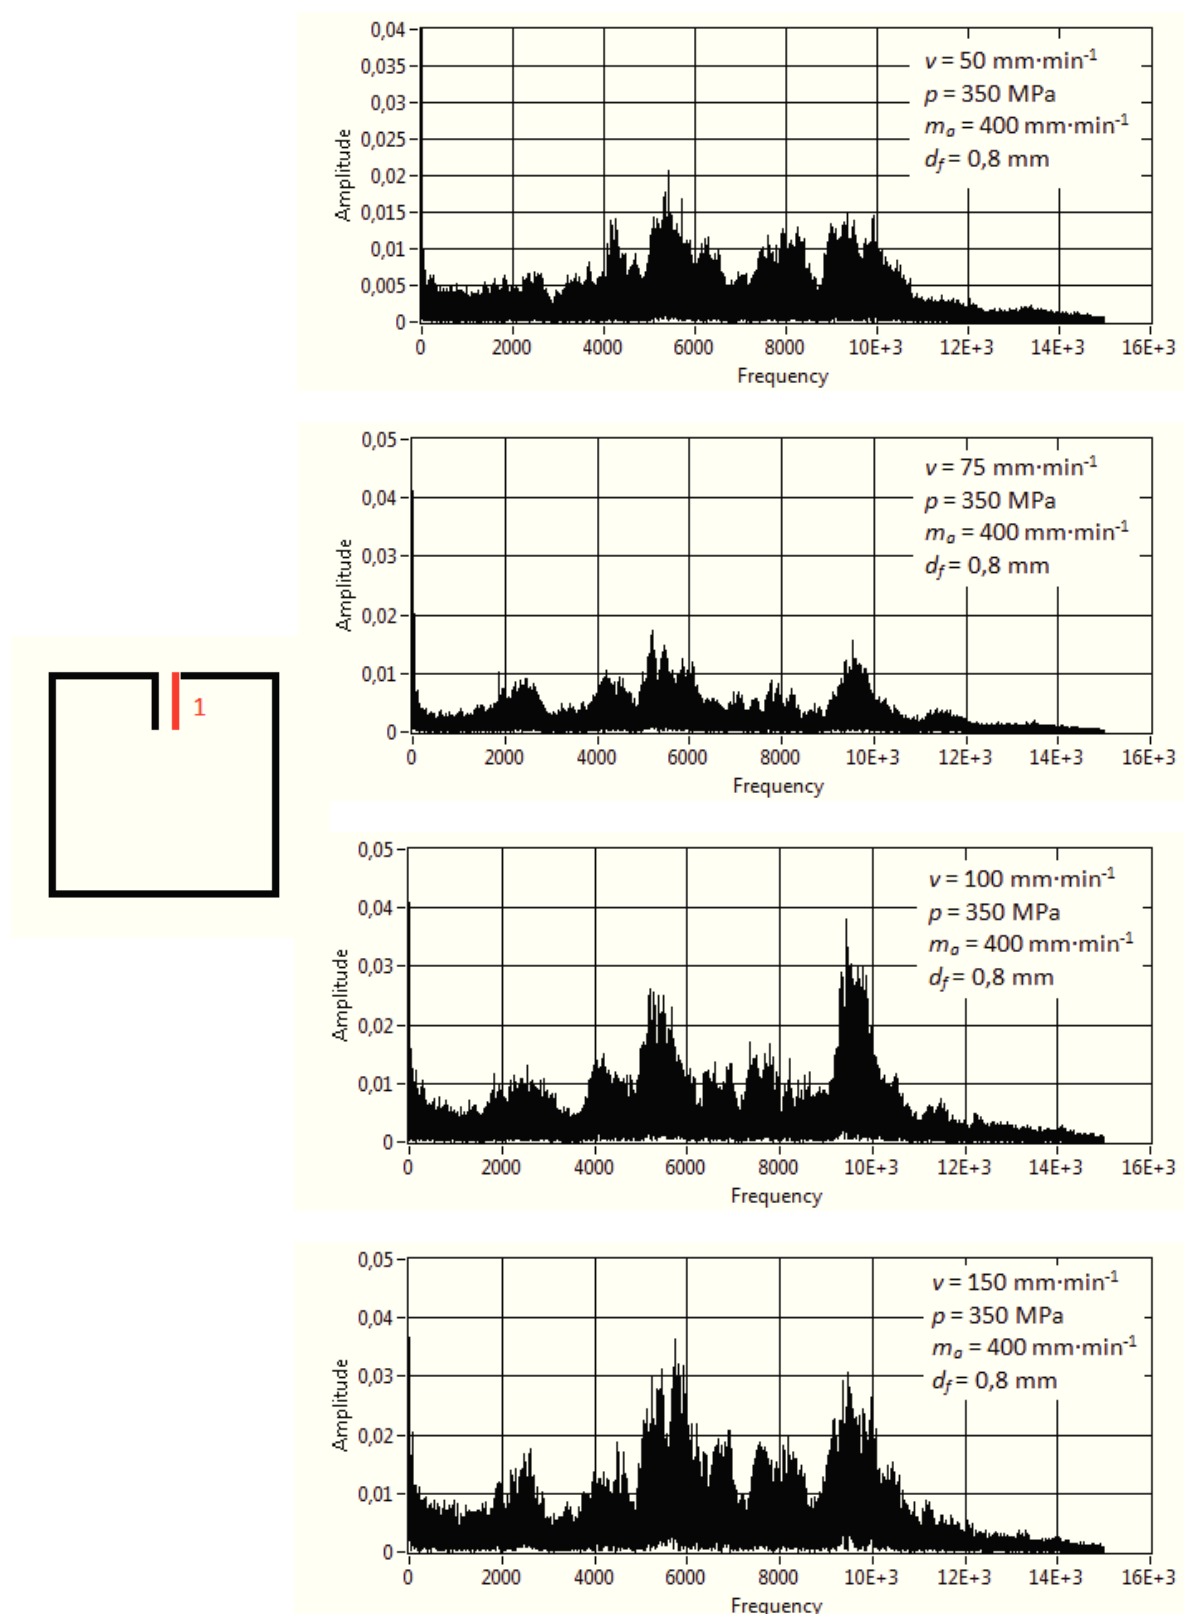 0,04
0,035
0,03
0,025
0,02
0,015
0,01
0,005
0
Amplitude
v = 50 mm·min⁻¹
p = 350 MPa
mₐ = 400 mm·min⁻¹
d_f = 0,8 mm
0 2000 4000 6000 8000 10E+3 12E+3 14E+3 16E+3
Frequency
0,05
0,04
0,03
0,02
0,01
0
Amplitude
v = 75 mm·min⁻¹
p = 350 MPa
mₐ = 400 mm·min⁻¹
d_f = 0,8 mm
0 2000 4000 6000 8000 10E+3 12E+3 14E+3 16E+3
Frequency
1
0,05
0,04
0,03
0,02
0,01
0
Amplitude
v = 100 mm·min⁻¹
p = 350 MPa
mₐ = 400 mm·min⁻¹
d_f = 0,8 mm
0 2000 4000 6000 8000 10E+3 12E+3 14E+3 16E+3
Frequency
0,05
0,04
0,03
0,02
0,01
0
Amplitude
v = 150 mm·min⁻¹
p = 350 MPa
mₐ = 400 mm·min⁻¹
d_f = 0,8 mm
0 2000 4000 6000 8000 10E+3 12E+3 14E+3 16E+3
Frequency